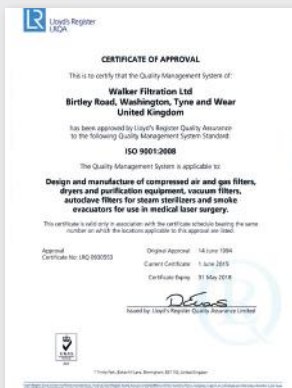 LR
Lloyd's Register
LRQA
CERTIFICATE OF APPROVAL
This is to certify that the Quality Management System of:
Walker Filtration Ltd
Birtley Road, Washington, Tyne and Wear
United Kingdom
has been approved by Lloyd's Register Quality Assurance
to the following Quality Management System Standard:
ISO 9001:2008
The Quality Management System is applicable to:
Design and manufacture of compressed air and gas filters,
dryers and purification equipment, vacuum filters,
autoclave filters for steam sterilizers and smoke
evacuators for use in medical laser surgery.
This certificate is valid only in association with the certificate schedule bearing the same
number on which the locations applicable to this approval are listed.
Approval
Certificate No: LRQ 0930553
Original Approval 14 June 1994
Current Certificate 1 June 2015
Certificate Expiry 31 May 2018
Issued by: Lloyd's Register Quality Assurance Limited
UKAS